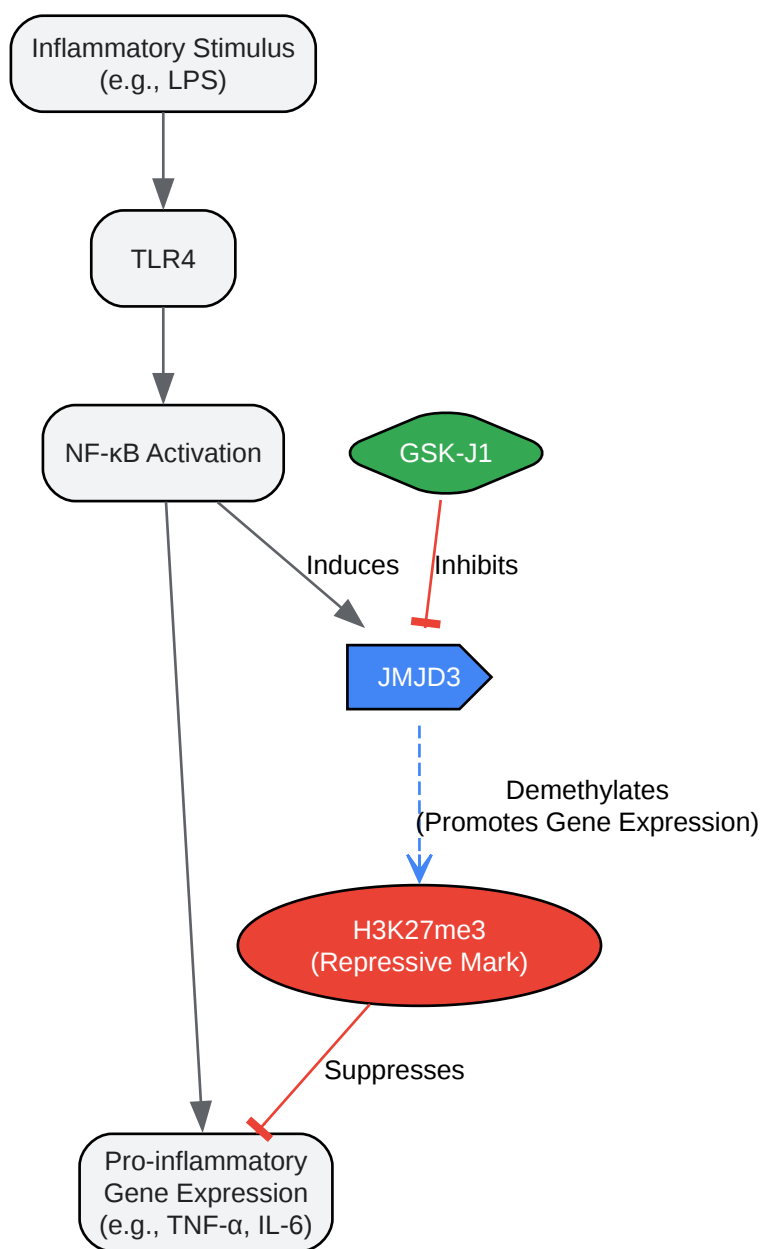 Inflammatory Stimulus
(e.g., LPS)
TLR4
NF-κB Activation
GSK-J1
Induces
Inhibits
JMJD3
Demethylates
(Promotes Gene Expression)
H3K27me3
(Repressive Mark)
Suppresses
Pro-inflammatory
Gene Expression
(e.g., TNF-α, IL-6)